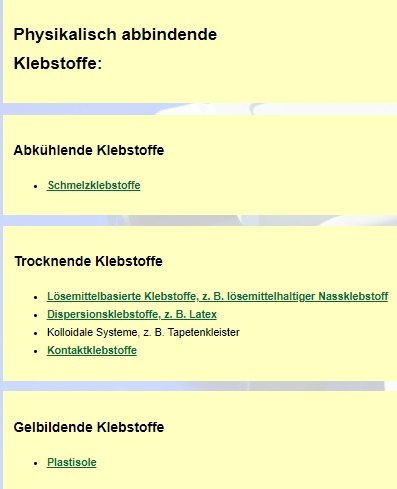 Physikalisch abbindende
Klebstoffe:
Abkühlende Klebstoffe
• Schmelzklebstoffe
Trocknende Klebstoffe
• Lösemittelbasierte Klebstoffe, z. B. lösemittelhaltiger Nassklebstoff
• Dispersionsklebstoffe, z. B. Latex
• Kolloidale Systeme, z. B. Tapetenkleister
• Kontaktklebstoffe
Gelbildende Klebstoffe
• Plastisole